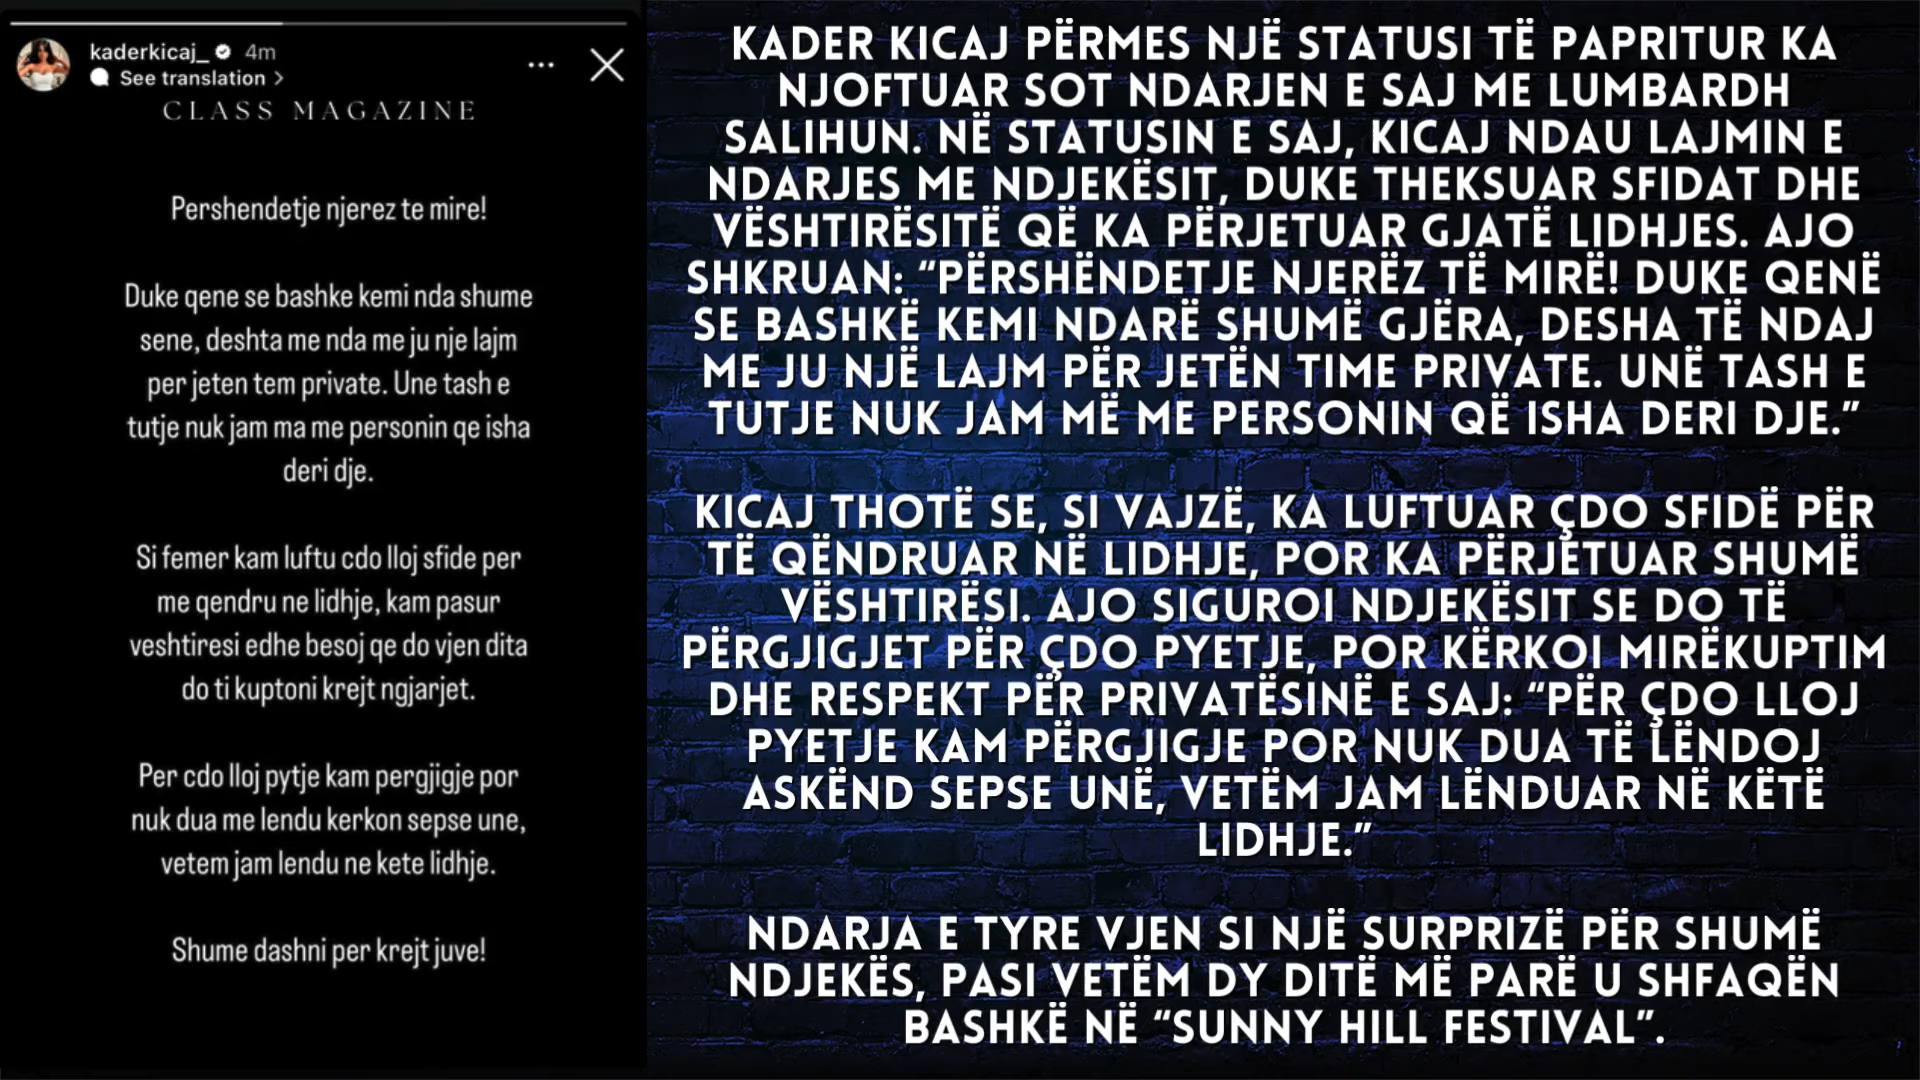 kaderkicaj_ 4m
See translation >
CLASS MAGAZINE
Pershendetje njerez te mire!
Duke qene se bashke kemi nda shume
sene, deshta me nda me ju nje lajm
per jeten tem private. Une tash e
tutje nuk jam ma me personin qe isha
deri dje.
Si femer kam luftu cdo lloj sfide per
me qendru ne lidhje, kam pasur
veshtiresi edhe besoj qe do vjen dita
do ti kuptoni krejt ngjarjet.
Per cdo lloj pytje kam pergjigje por
nuk dua me lendu kerkon sepse une,
vetem jam lendu ne kete lidhje.
Shume dashni per krejt juve!
KADER KICAJ PËRMES NJË STATUSI TË PAPRITUR KA
NJOFTUAR SOT NDARJEN E SAJ ME LUMBARDH
SALIHUN. NË STATUSIN E SAJ, KICAJ NDAU LAJMIN E
NDARJES ME NDJEKËSIT, DUKE THEKSUAR SFIDAT DHE
VËSHTIRËSITË QË KA PËRJETUAR GJATË LIDHJES. AJO
SHKRUAN: “PËRSHËNDETJE NJERËZ TË MIRË! DUKE QENË
SE BASHKË KEMI NDARË SHUMË GJËRA, DESHA TË NDAJ
ME JU NJË LAJM PËR JETËN TIME PRIVATE. UNË TASH E
TUTJE NUK JAM MË ME PERSONIN QË ISHA DERI DJE.”
KICAJ THOTË SE, SI VAJZË, KA LUFTUAR ÇDO SFIDË PËR
TË QËNDRUAR NË LIDHJE, POR KA PËRJETUAR SHUMË
VËSHTIRËSI. AJO SIGUROI NDJEKËSIT SE DO TË
PËRGJIGJET PËR ÇDO PYETJE, POR KËRKOI MIRËKUPTIM
DHE RESPEKT PËR PRIVATËSINË E SAJ: “PËR ÇDO LLOJ
PYETJE KAM PËRGJIGJE POR NUK DUA TË LËNDOJ
ASKËND SEPSE UNË, VETËM JAM LËNDUAR NË KËTË
LIDHJE.”
NDARJA E TYRE VJEN SI NJË SURPRIZË PËR SHUMË
NDJEKËS, PASI VETËM DY DITË MË PARË U SHFAQËN
BASHKË NË “SUNNY HILL FESTIVAL”.